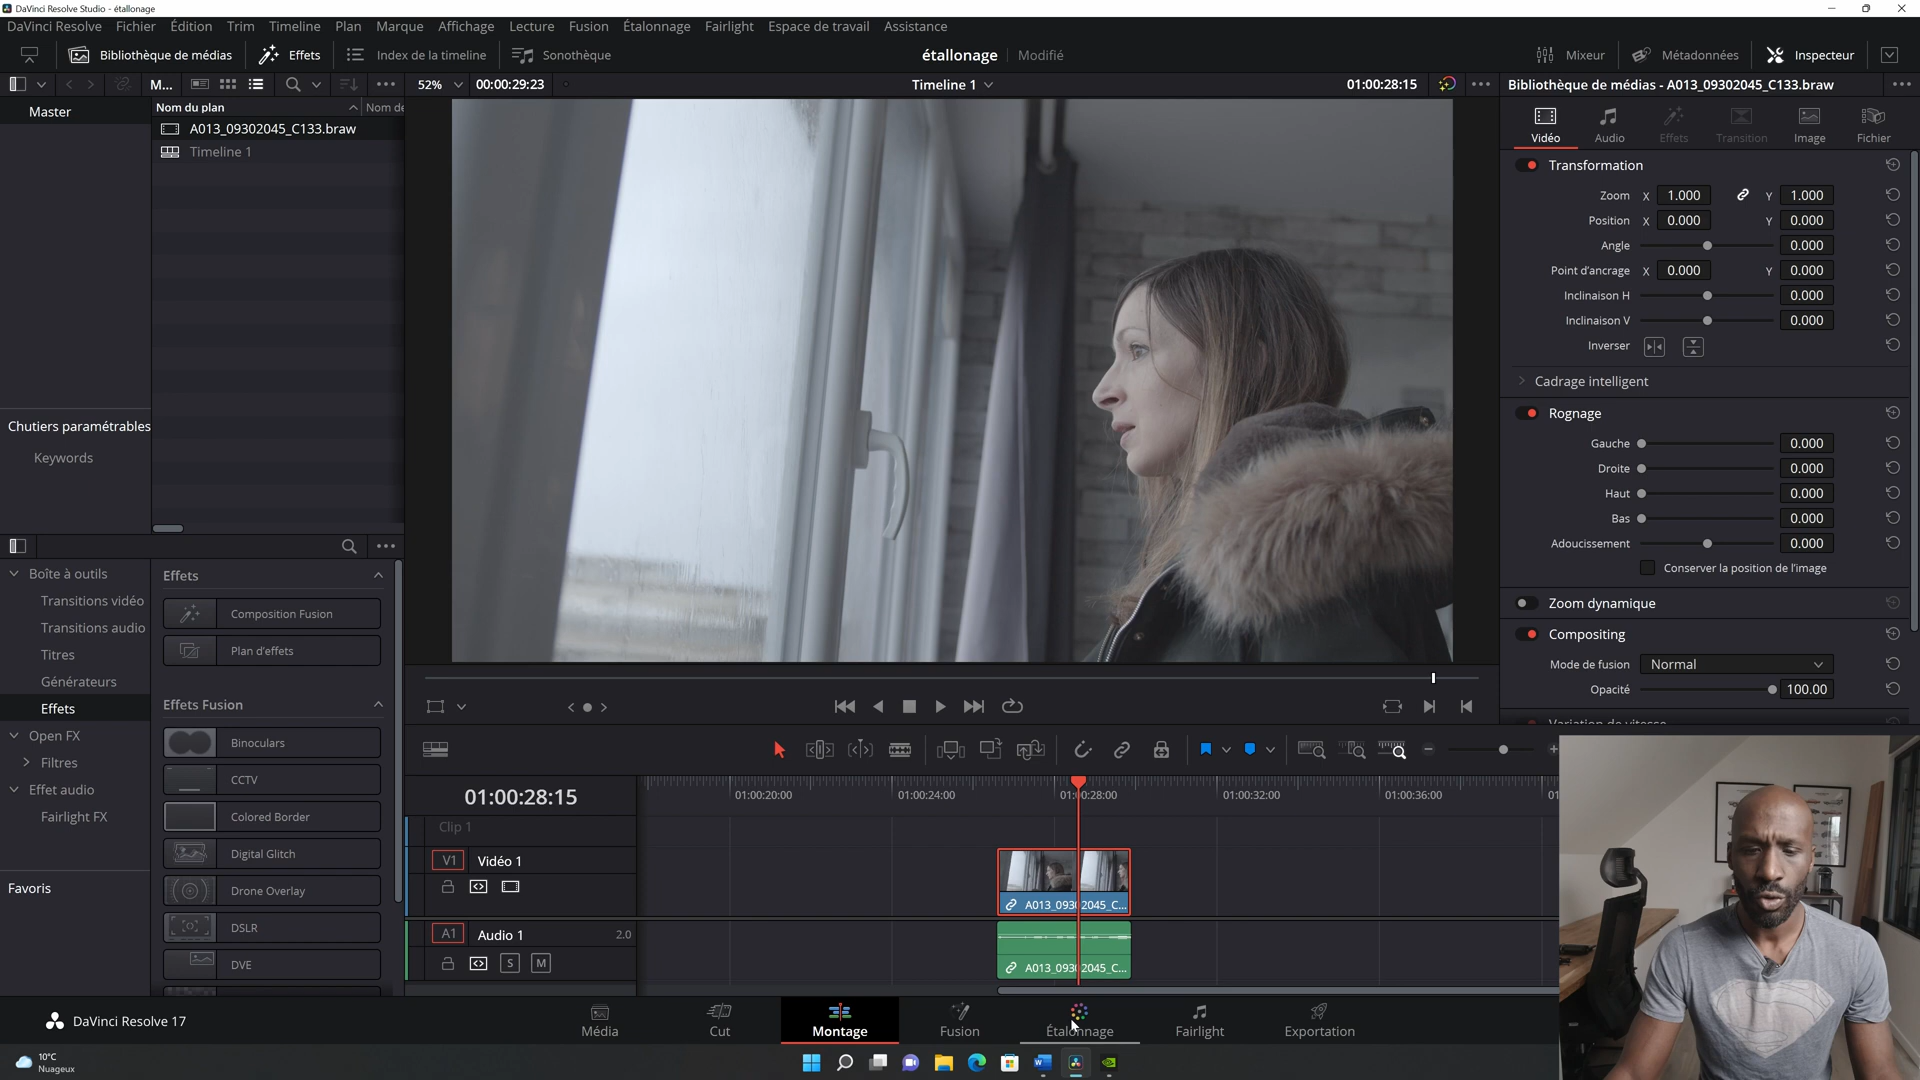 DaVinci Resolve Studio - étallonage
DaVinci Resolve Fichier Édition Trim Timeline Plan Marque Affichage Lecture Fusion Étalonnage Fairlight Espace de travail Assistance
Bibliothèque de médias Effets Index de la timeline Sonothèque étallonage Modifié Mixeur Métadonnées Inspecteur
M... 52% 00:00:29:23 Timeline 1 01:00:28:15 Bibliothèque de médias - A013_09302045_C133.braw
Master
Nom du plan
A013_09302045_C133.braw
Timeline 1
Chutiers paramétrables
Keywords
Vidéo Audio Effets Transition Image Fichier
Transformation
Zoom X 1.000 Y 1.000
Position X 0.000 Y 0.000
Angle 0.000
Point d'ancrage X 0.000 Y 0.000
Inclinaison H 0.000
Inclinaison V 0.000
Inverser
Cadrage intelligent
Rognage
Gauche 0.000
Droite 0.000
Haut 0.000
Bas 0.000
Adoucissement 0.000
Conserver la position de l'image
Zoom dynamique
Compositing
Mode de fusion Normal
Opacité 100.00
Variation de vitesse
Boîte à outils
Transitions vidéo
Transitions audio
Titres
Générateurs
Effets
Open FX
Filtres
Effet audio
Fairlight FX
Favoris
Effets
Composition Fusion
Plan d'effets
Effets Fusion
Binoculars
CCTV
Colored Border
Digital Glitch
Drone Overlay
DSLR
DVE
01:00:28:15
01:00:20:00 01:00:24:00 01:00:28:00 01:00:32:00 01:00:36:00
Clip 1
V1 Vidéo 1
A1 Audio 1 2.0
S M
DaVinci Resolve 17
Média Cut Montage Fusion Étalonnage Fairlight Exportation
10°C
Nuageux